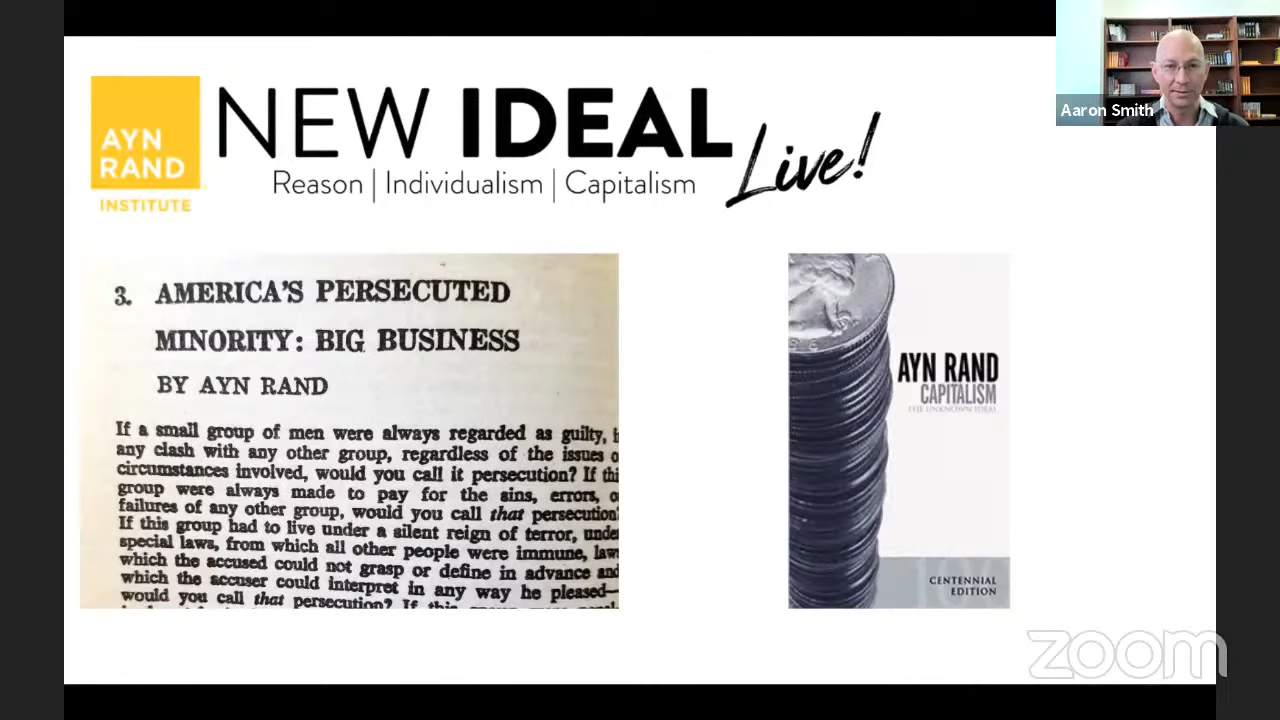 Aaron Smith
AYN
RAND
INSTITUTE
NEW IDEAL
Live!
Reason | Individualism | Capitalism
3. AMERICA'S PERSECUTED
MINORITY: BIG BUSINESS
BY AYN RAND
If a small group of men were always regarded as guilty,
any clash with any other group, regardless of the issues
circumstances involved, would you call it persecution? If
group were always made to pay for the sins, errors,
failures of any other group, would you call that persecution
If this group had to live under a silent reign of terror,
special laws, from which all other people were immune,
which the accused could not grasp or define in advance and
which the accuser could interpret in any way he pleased—
would you call that persecution? If this
AYN RAND
CAPITALISM
THE UNKNOWN IDEAL
CENTENNIAL
EDITION
zoom